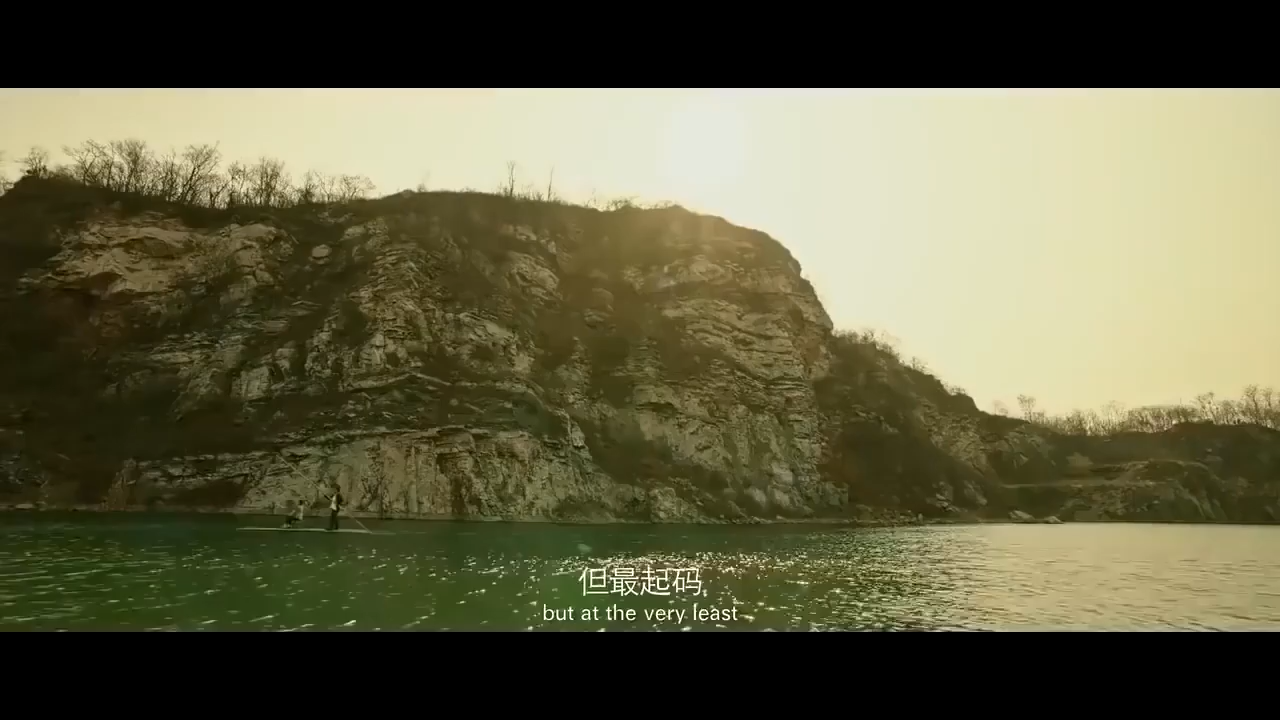 但最起码
but at the very least